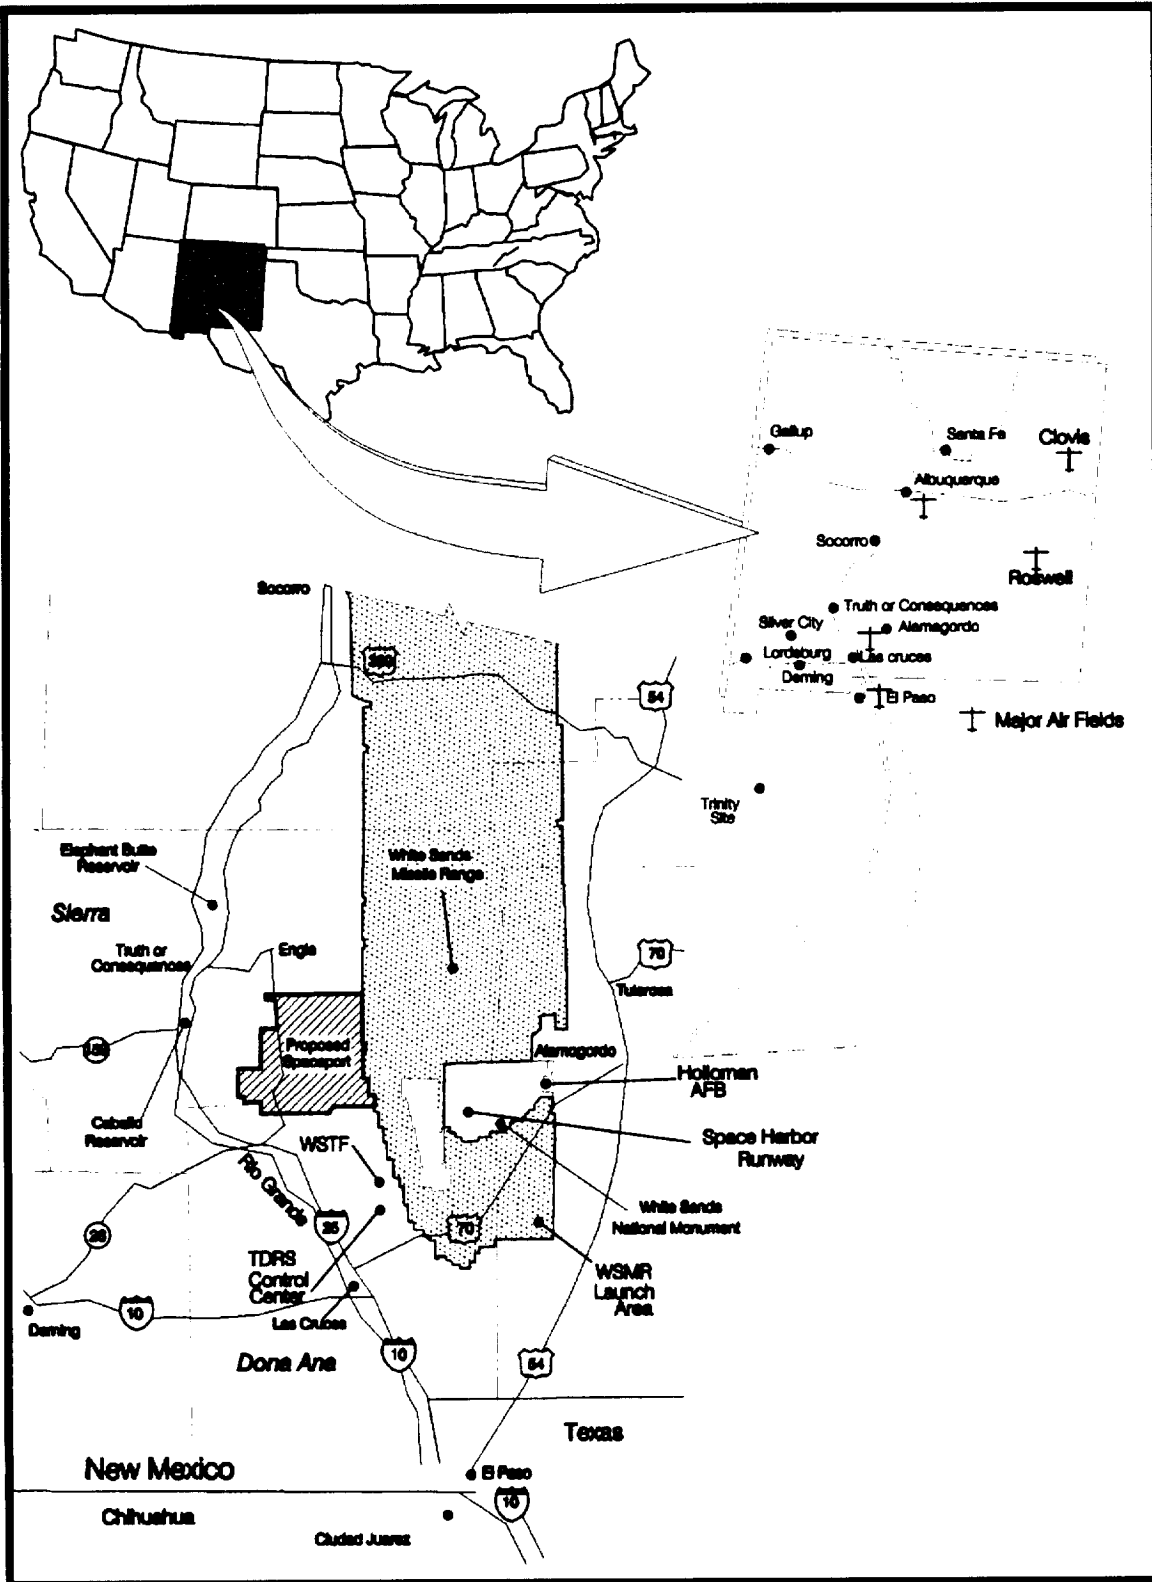 Gallup
Santa Fe
Clovis
Albuquerque
Socorro
Roswell
Truth or Consequences
Silver City
Alamagordo
Lordsburg
Las cruces
Deming
El Paso
Major Air Fields
Trinity
Site
Socorro
380
54
White Sands
Missile Range
Elephant Butte
Reservoir
Sierra
Truth or
Consequences
Engle
70
Tularosa
Proposed
Spaceport
Alamagordo
Holloman
AFB
Caballo
Reservoir
WSTF
Space Harbor
Runway
Rio Grande
White Sands
National Monument
26
25
70
TDRS
Control
Center
WSMR
Launch
Area
10
Deming
Las Cruces
Dona Ana
10
54
Texas
New Mexico
El Paso
10
Chihuahua
Ciudad Juarez